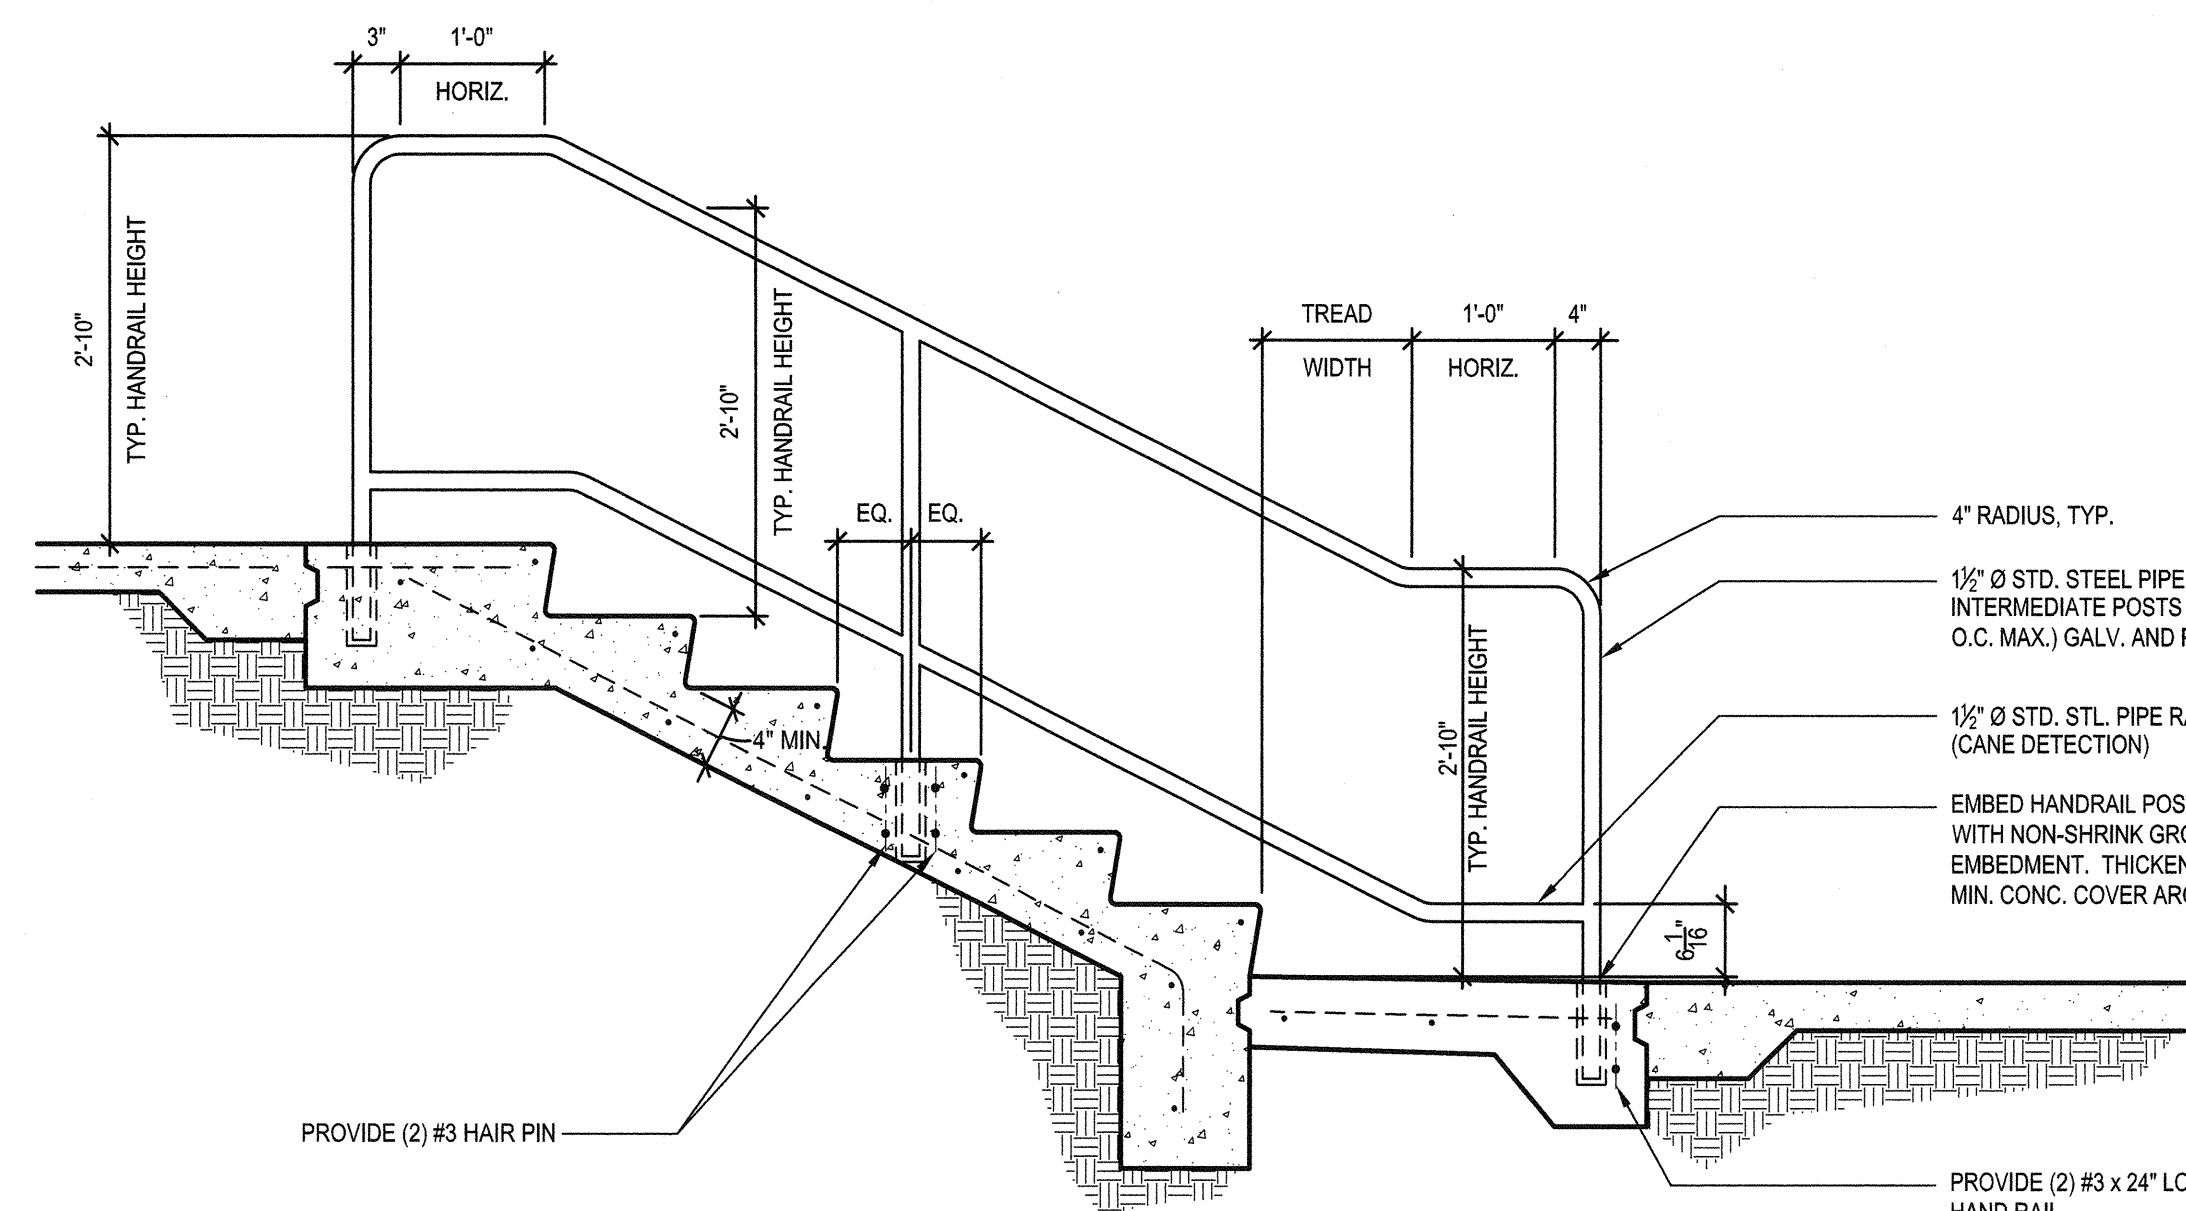 3" 1'-0"
HORIZ.
2'-10"
TYP. HANDRAIL HEIGHT
2'-10"
TYP. HANDRAIL HEIGHT
EQ. EQ.
TREAD 1'-0" 4"
WIDTH HORIZ.
4" RADIUS, TYP.
1½" Ø STD. STEEL PIPE
INTERMEDIATE POSTS
O.C. MAX.) GALV. AND
2'-10"
TYP. HANDRAIL HEIGHT
1½" Ø STD. STL. PIPE
(CANE DETECTION)
4" MIN.
EMBED HANDRAIL
WITH NON-SHRINK
EMBEDMENT. THICKEN
MIN. CONC. COVER
6 1/16"
PROVIDE (2) #3 HAIR PIN
PROVIDE (2) #3 x 24"
HAND RAIL